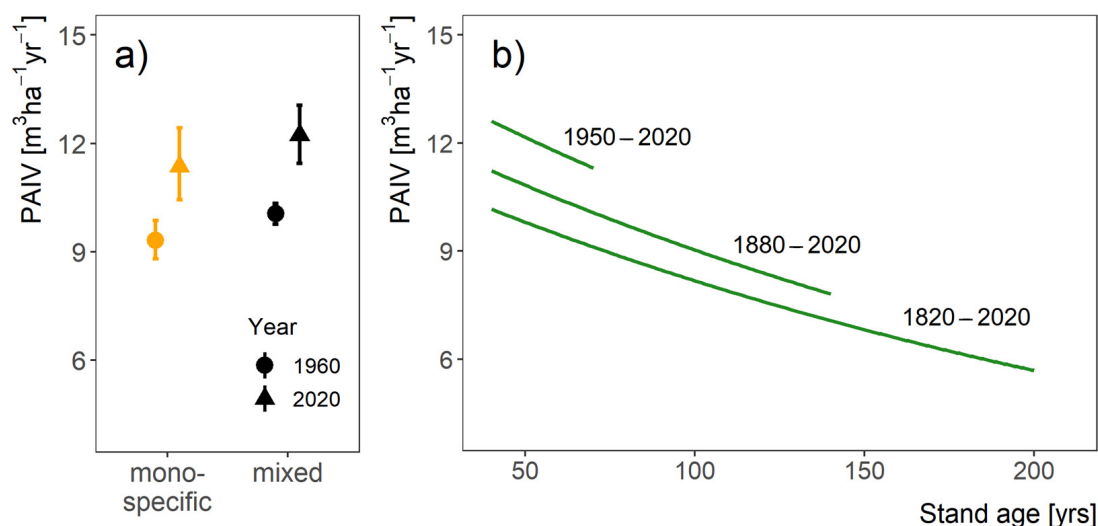 a)
PAIV [m³ha⁻¹yr⁻¹]
15
12
9
6
Year
1960
2020
mono-
specific
mixed
b)
PAIV [m³ha⁻¹yr⁻¹]
15
12
9
6
1950 – 2020
1880 – 2020
1820 – 2020
50
100
150
200
Stand age [yrs]